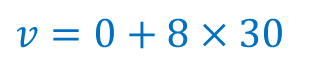 v = 0 + 8 × 30